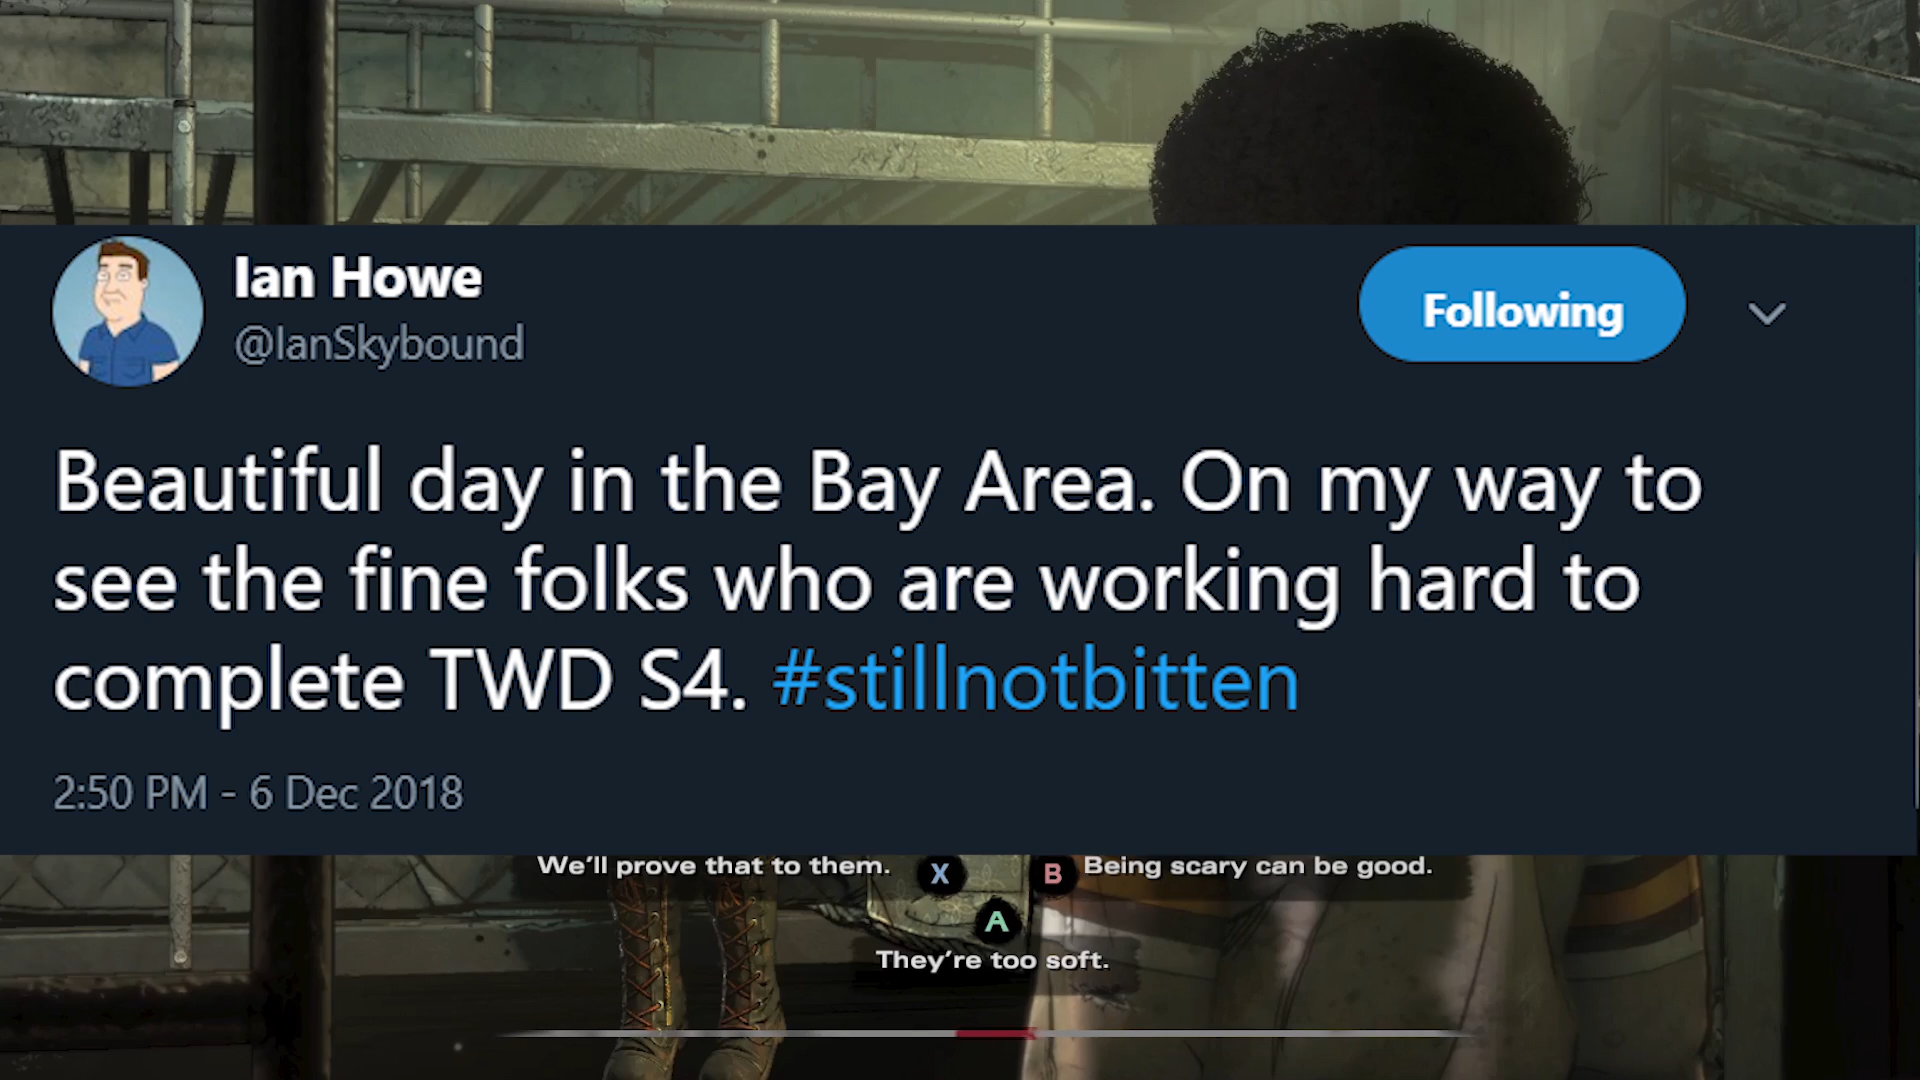 Ian Howe
@IanSkybound
Following
Beautiful day in the Bay Area. On my way to
see the fine folks who are working hard to
complete TWD S4. #stillnotbitten
2:50 PM - 6 Dec 2018
We'll prove that to them. X B Being scary can be good.
A
They're too soft.